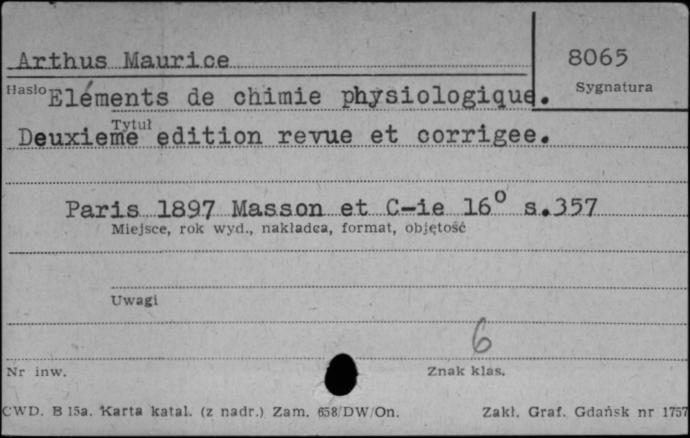 Arthus Maurice
8065
Hasło
Sygnatura
Eléments de chimie physiologique.
Tytuł
Deuxieme edition revue et corrigee.
Paris 1897 Masson et C-ie 16° s.357
Miejsce, rok wyd., nakładca, format, objętość
Uwagi
6
Nr inw.
Znak klas.
CWD. B 15a. Karta katal. (z nadr.) Zam. 658/DW/On.
Zakł. Graf. Gdańsk nr 1757